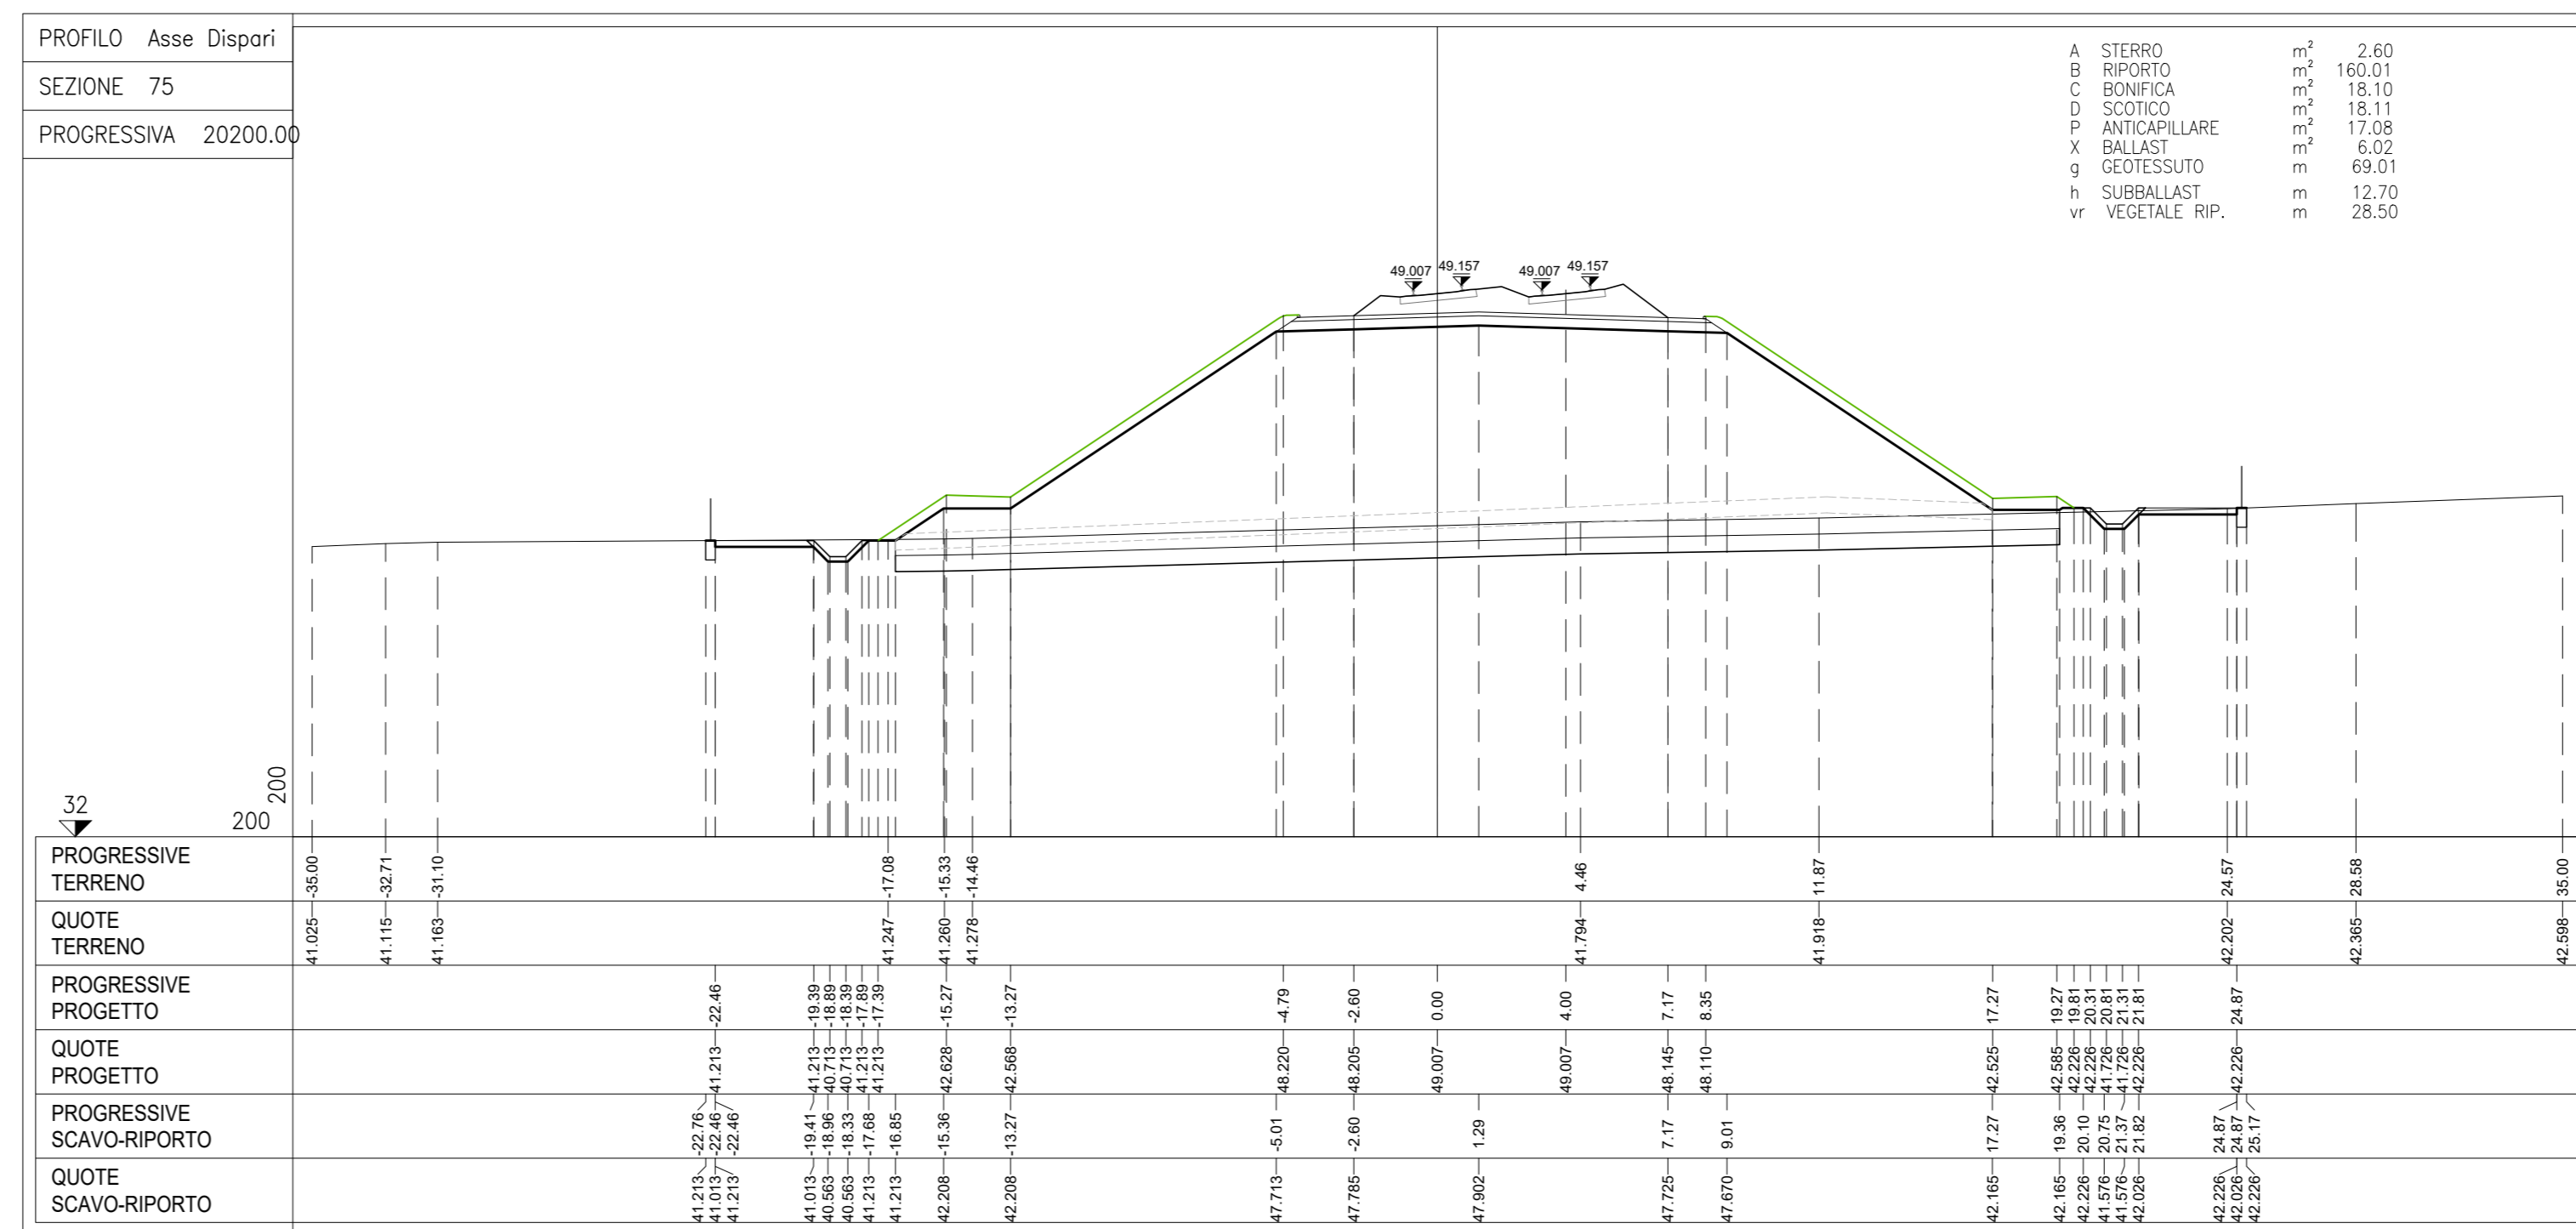 PROFILO Asse Dispari
SEZIONE 75
PROGRESSIVA 20200.00
A STERRO m² 2.60
B RIPORTO m² 160.01
C BONIFICA m² 18.10
D SCOTICO m² 18.11
P ANTICAPILLARE m² 17.08
X BALLAST m² 6.02
g GEOTESSUTO m 69.01
h SUBBALLAST m 12.70
vr VEGETALE RIP. m 28.50
49.007 49.157 49.007 49.157
32
200
200
PROGRESSIVE
TERRENO
-35.00 -32.71 -31.10 -17.08 -15.33 -14.46 4.46 11.87 24.57 28.58 35.00
QUOTE
TERRENO
41.025 41.115 41.163 41.247 41.260 41.278 41.794 41.918 42.202 42.365 42.598
PROGRESSIVE
PROGETTO
-22.46 -19.39 -18.89 -18.39 -17.89 -17.39 -15.27 -13.27 -4.79 -2.60 0.00 4.00 7.17 8.35 17.27 19.27 19.81 20.31 20.81 21.31 21.81 24.87
QUOTE
PROGETTO
41.213 41.213 40.713 40.713 41.213 41.213 42.628 42.568 48.220 48.205 49.007 49.007 48.145 48.110 42.525 42.585 42.226 42.226 41.726 41.726 42.226 42.226
PROGRESSIVE
SCAVO-RIPORTO
-22.76 -22.46 -22.46 -19.41 -18.96 -18.33 -17.68 -16.85 -15.36 -13.27 -5.01 -2.60 1.29 7.17 9.01 17.27 19.36 20.10 20.75 21.37 21.82 24.87 24.87 25.17
QUOTE
SCAVO-RIPORTO
41.213 41.013 41.213 41.013 40.563 40.563 41.213 41.213 42.208 42.208 47.713 47.785 47.902 47.725 47.670 42.165 42.165 42.226 41.576 41.576 42.026 42.226 42.026 42.226